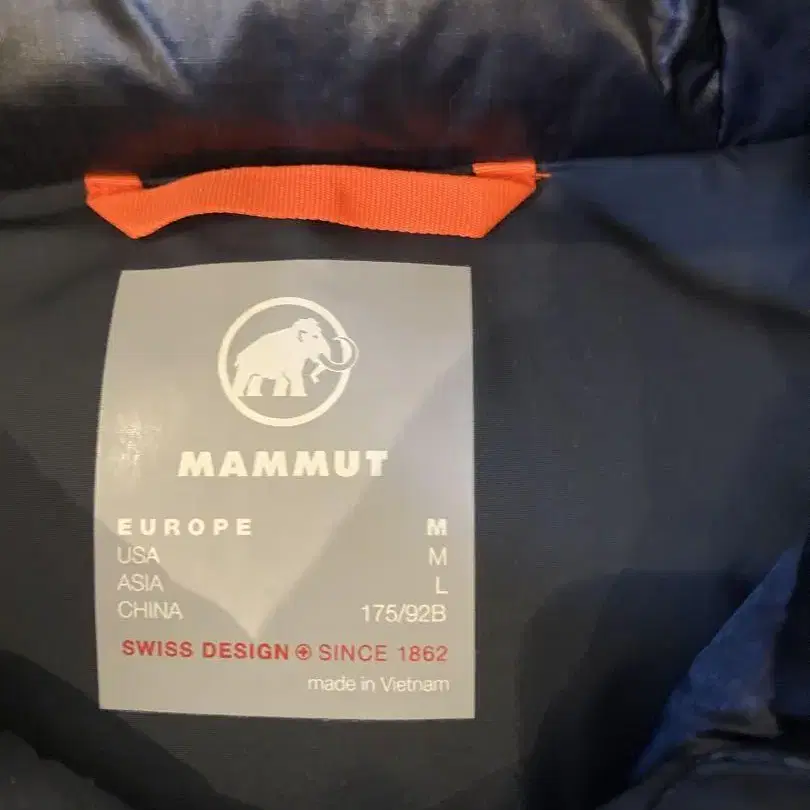 MAMMUT
EUROPE M
USA M
ASIA L
CHINA 175/92B
SWISS DESIGN SINCE 1862
made in Vietnam